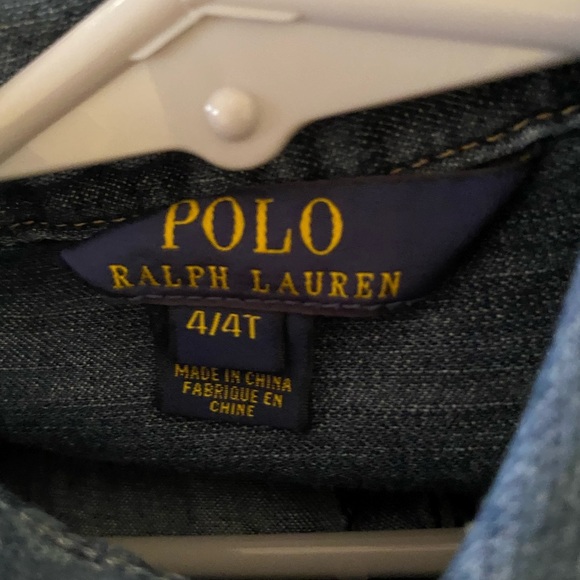 POLO
RALPH LAUREN
4/4T
MADE IN CHINA
FABRIQUE EN
CHINE